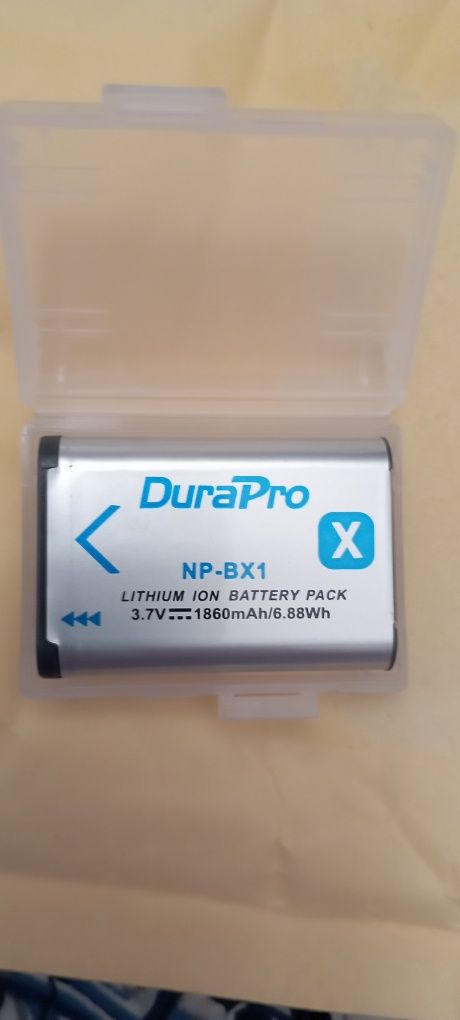 DuraPro
X
NP-BX1
LITHIUM ION BATTERY PACK
3.7V⎓1860mAh/6.88Wh